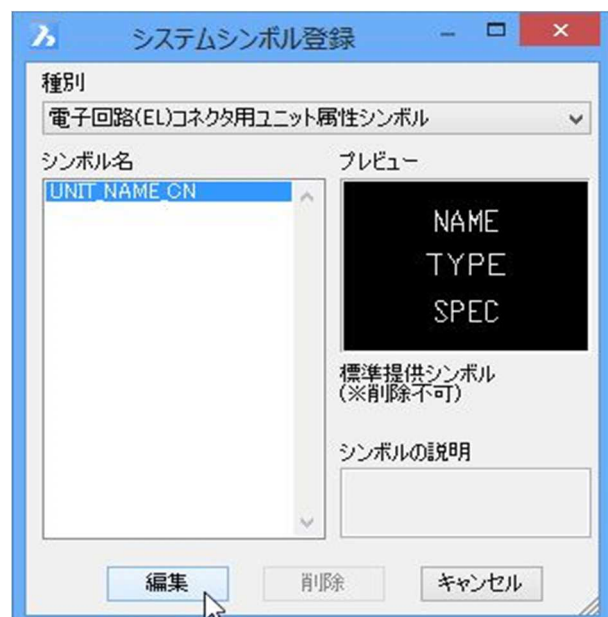 システムシンボル登録
種別
電子回路(EL)コネクタ用ユニット属性シンボル
シンボル名
プレビュー
UNIT_NAME_CN
NAME
TYPE
SPEC
標準提供シンボル
(※削除不可)
シンボルの説明
編集
削除
キャンセル